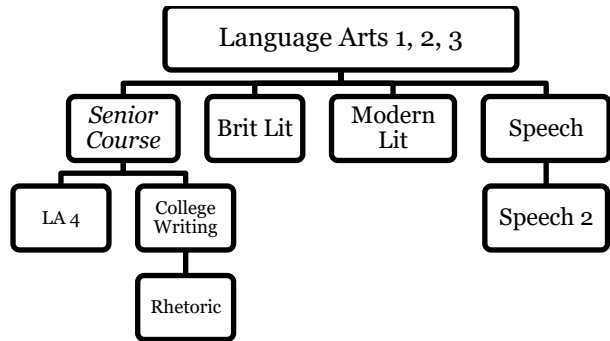 Language Arts 1, 2, 3
Senior
Course
Brit Lit
Modern
Lit
Speech
LA 4
College
Writing
Speech 2
Rhetoric